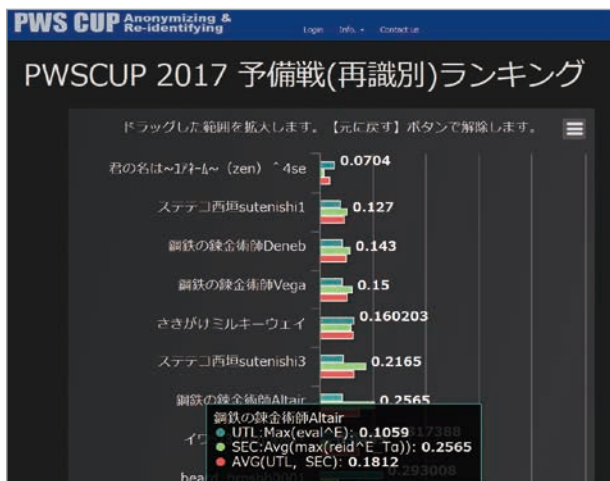 PWS CUP Anonymizing &
Re-identifying
Login Info. Contact us
PWSCUP 2017 予備戦(再識別)ランキング
ドラッグした範囲を拡大します。【元に戻す】ボタンで解除します。
君の名は~ユアネーム~（zen）^4se 0.0704
ステテコ西垣sutenishi1 0.127
鋼鉄の錬金術師Deneb 0.143
鋼鉄の錬金術師Vega 0.15
さきがけミルキーウェイ 0.160203
ステテコ西垣sutenishi3 0.2165
鋼鉄の錬金術師Altair 0.2565
鋼鉄の錬金術師Altair
UTL:Max(eval^E): 0.1059
SEC:Avg(max(reid^E_Ta)): 0.2565
AVG(UTL, SEC): 0.1812